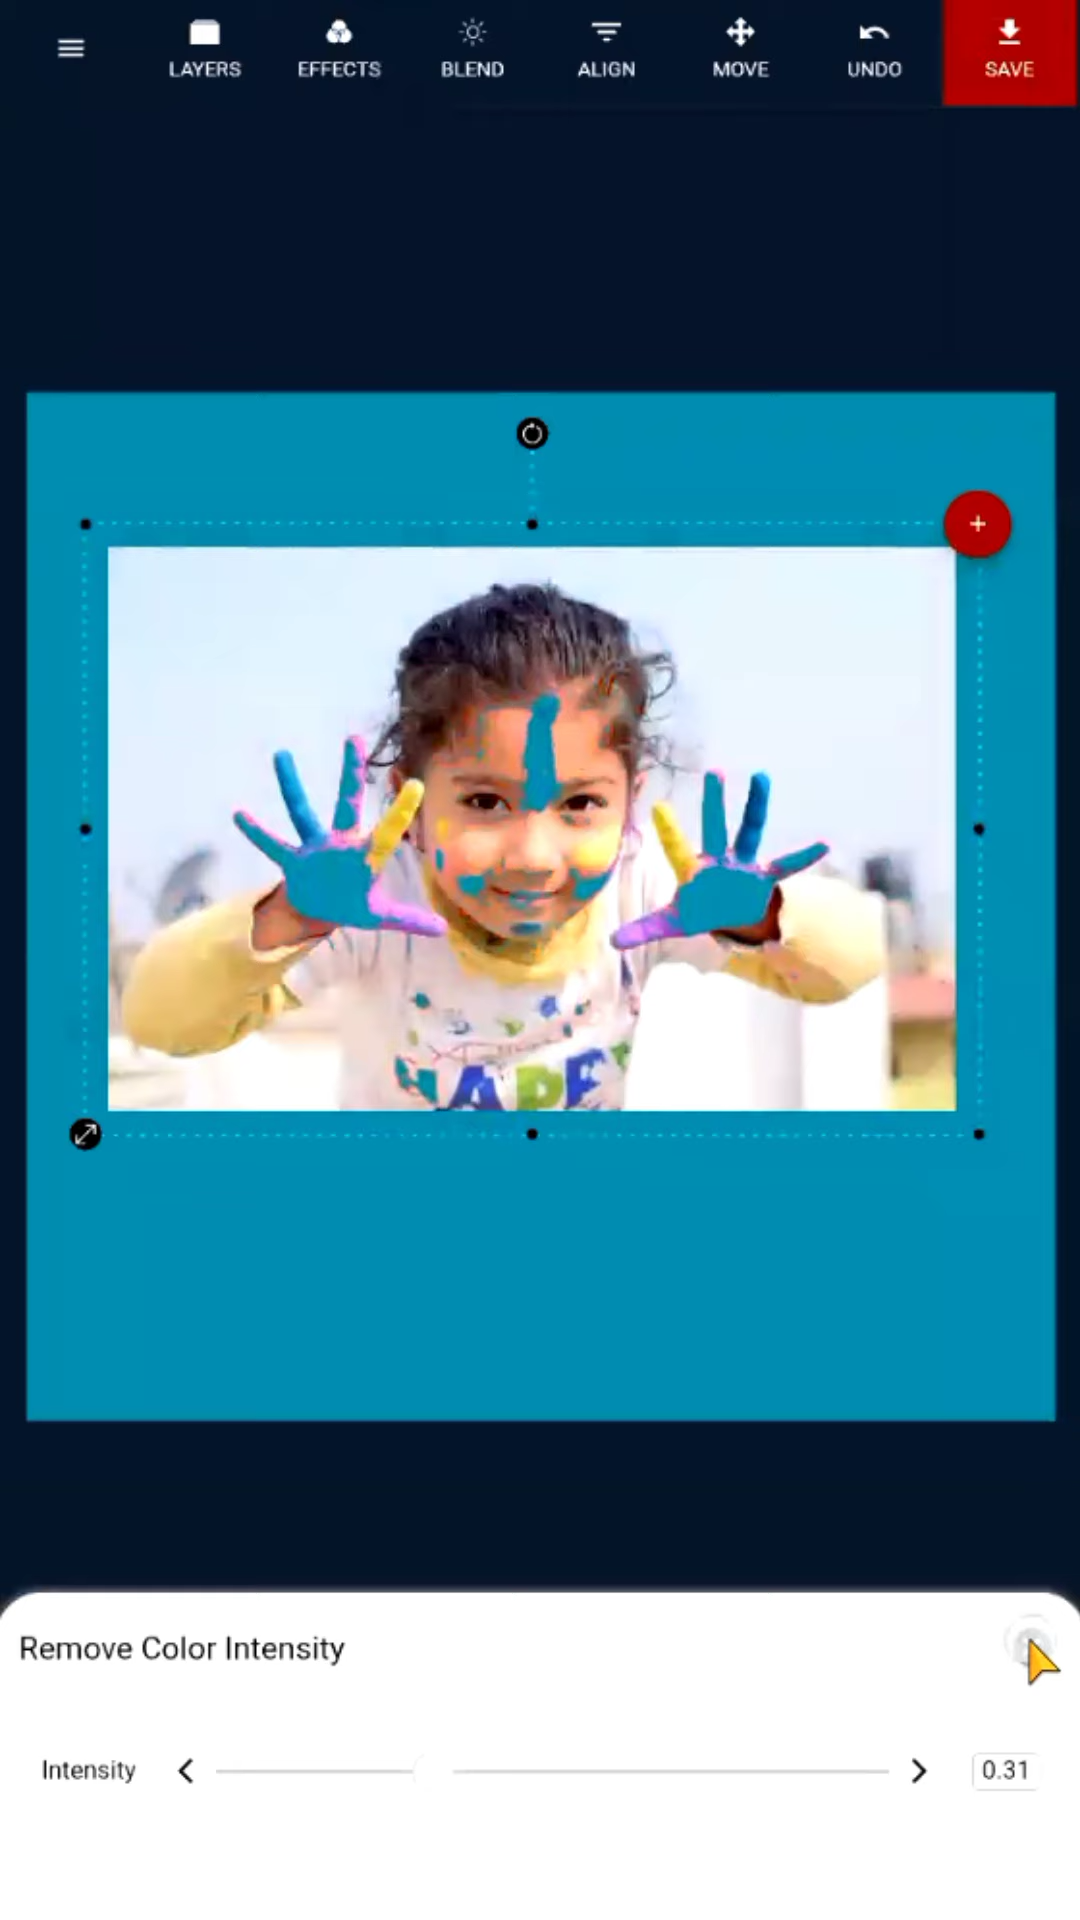 LAYERS
EFFECTS
BLEND
ALIGN
MOVE
UNDO
SAVE
Remove Color Intensity
Intensity
0.31